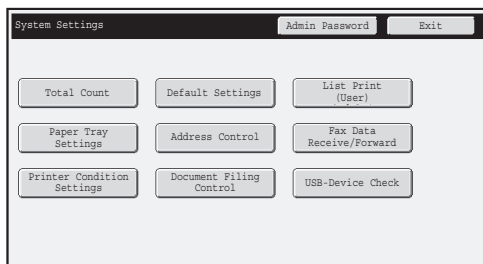 System Settings
Admin Password
Exit
Total Count
Default Settings
List Print
(User)
Paper Tray
Settings
Address Control
Fax Data
Receive/Forward
Printer Condition
Settings
Document Filing
Control
USB-Device Check